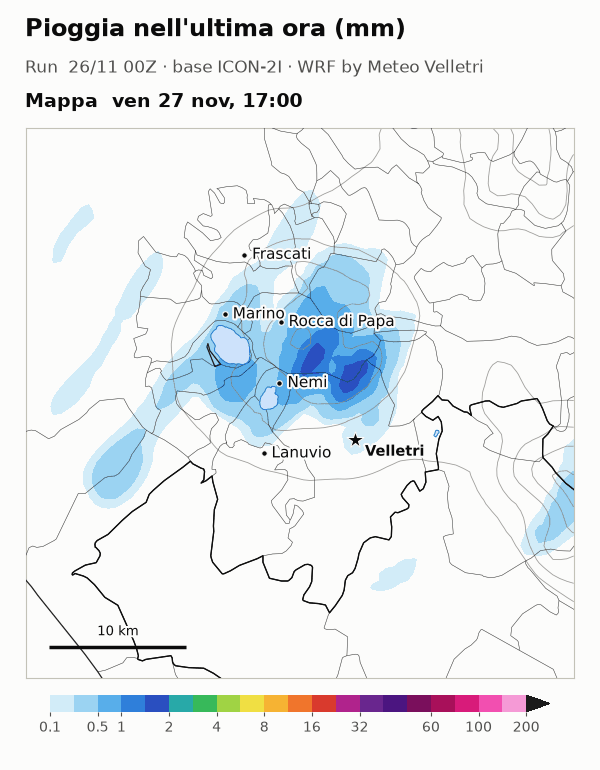 Pioggia nell'ultima ora (mm)
Run  26/11 00Z · base ICON-2I · WRF by Meteo Velletri
Mappa  ven 27 nov, 17:00
Frascati
Marino
Rocca di Papa
Nemi
Velletri
Lanuvio
10 km
0.1 0.5 1 2 4 8 16 32 60 100 200